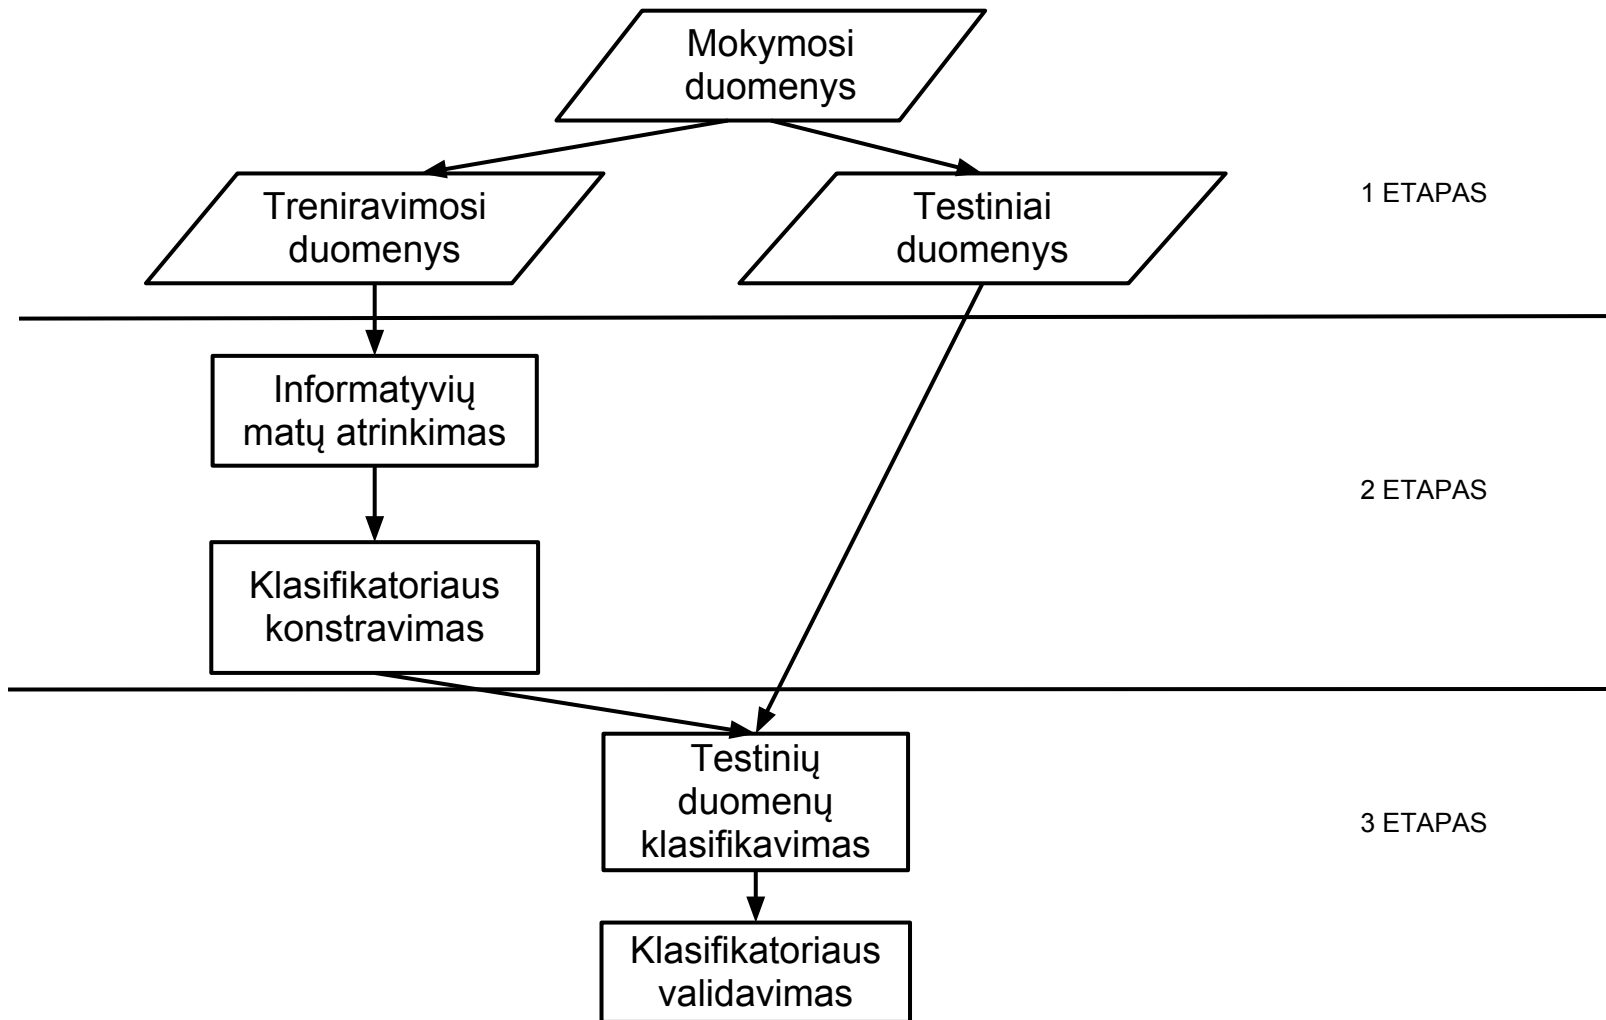 Mokymosi
duomenys
Treniravimosi
duomenys
Testiniai
duomenys
1 ETAPAS
Informatyvių
matų atrinkimas
2 ETAPAS
Klasifikatoriaus
konstravimas
Testinių
duomenų
klasifikavimas
3 ETAPAS
Klasifikatoriaus
validavimas